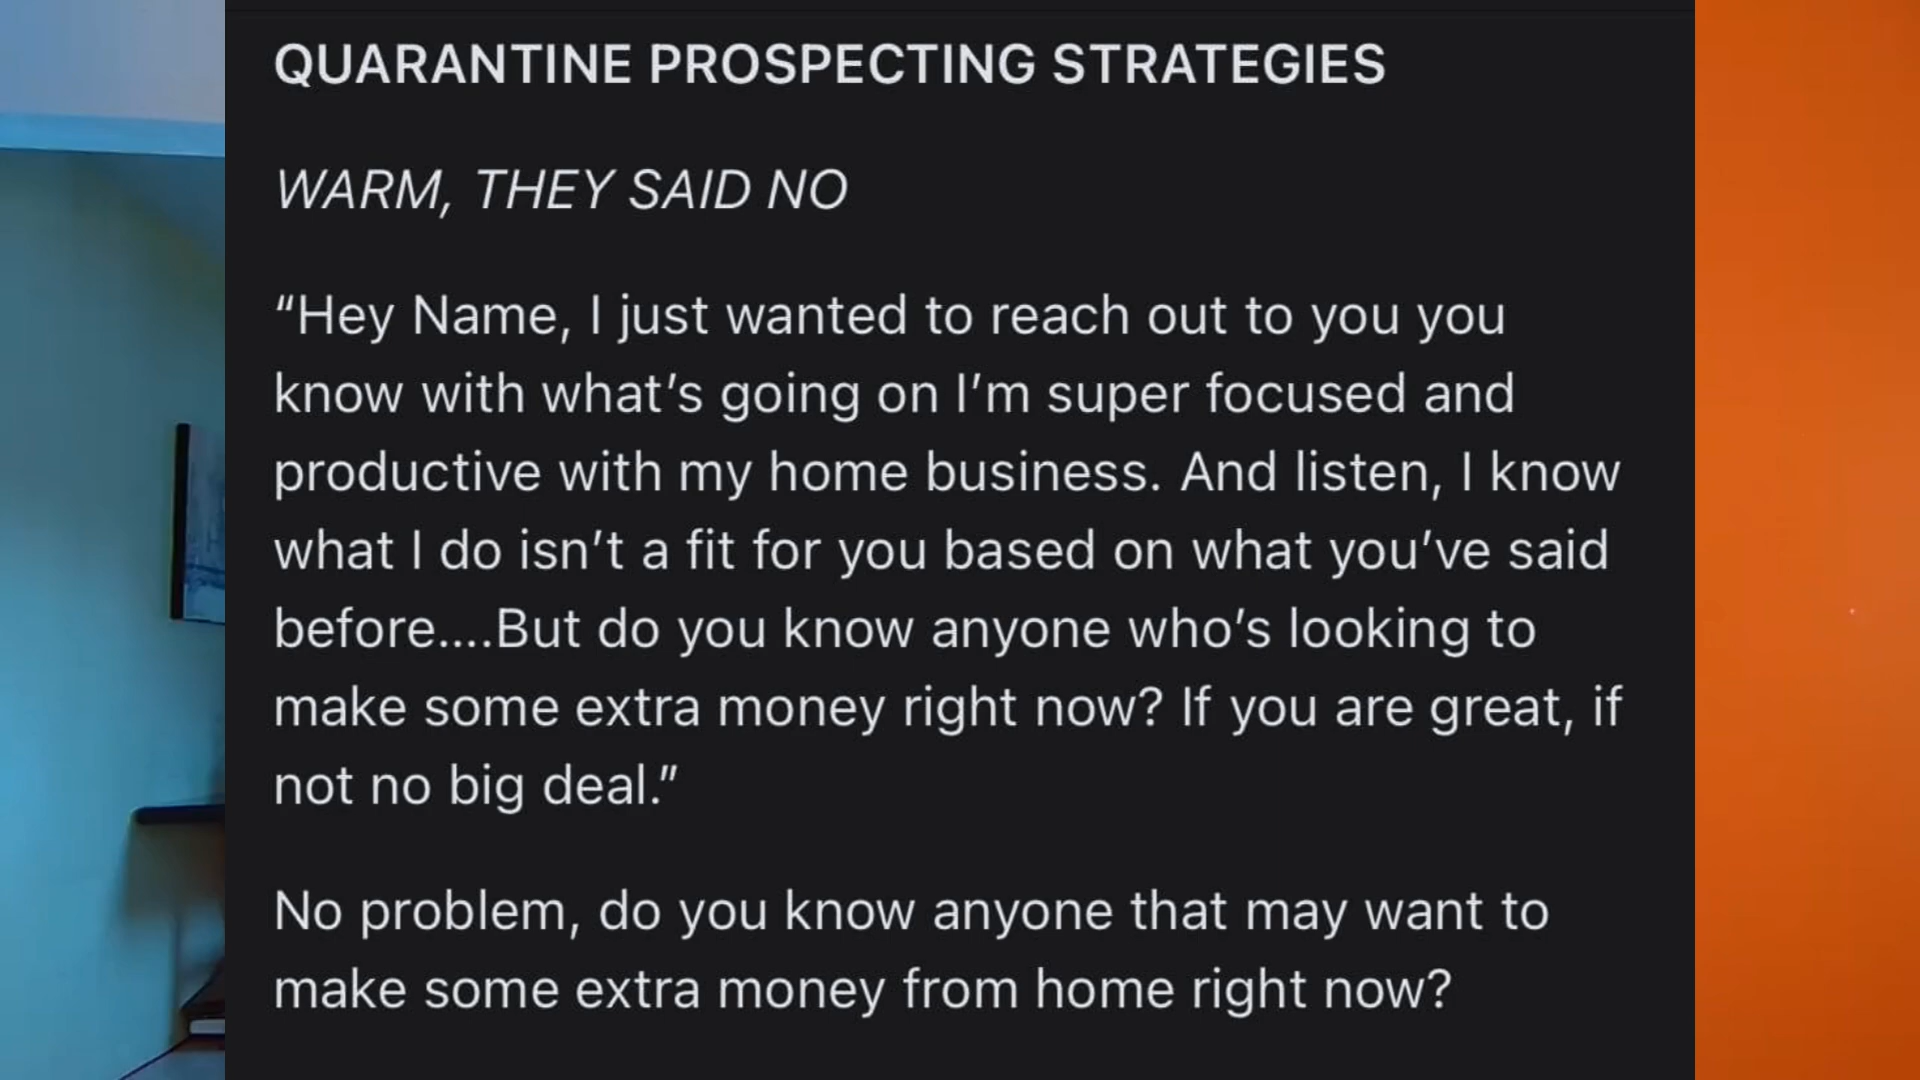 QUARANTINE PROSPECTING STRATEGIES
WARM, THEY SAID NO
“Hey Name, I just wanted to reach out to you you
know with what’s going on I’m super focused and
productive with my home business. And listen, I know
what I do isn’t a fit for you based on what you’ve said
before....But do you know anyone who’s looking to
make some extra money right now? If you are great, if
not no big deal.”
No problem, do you know anyone that may want to
make some extra money from home right now?